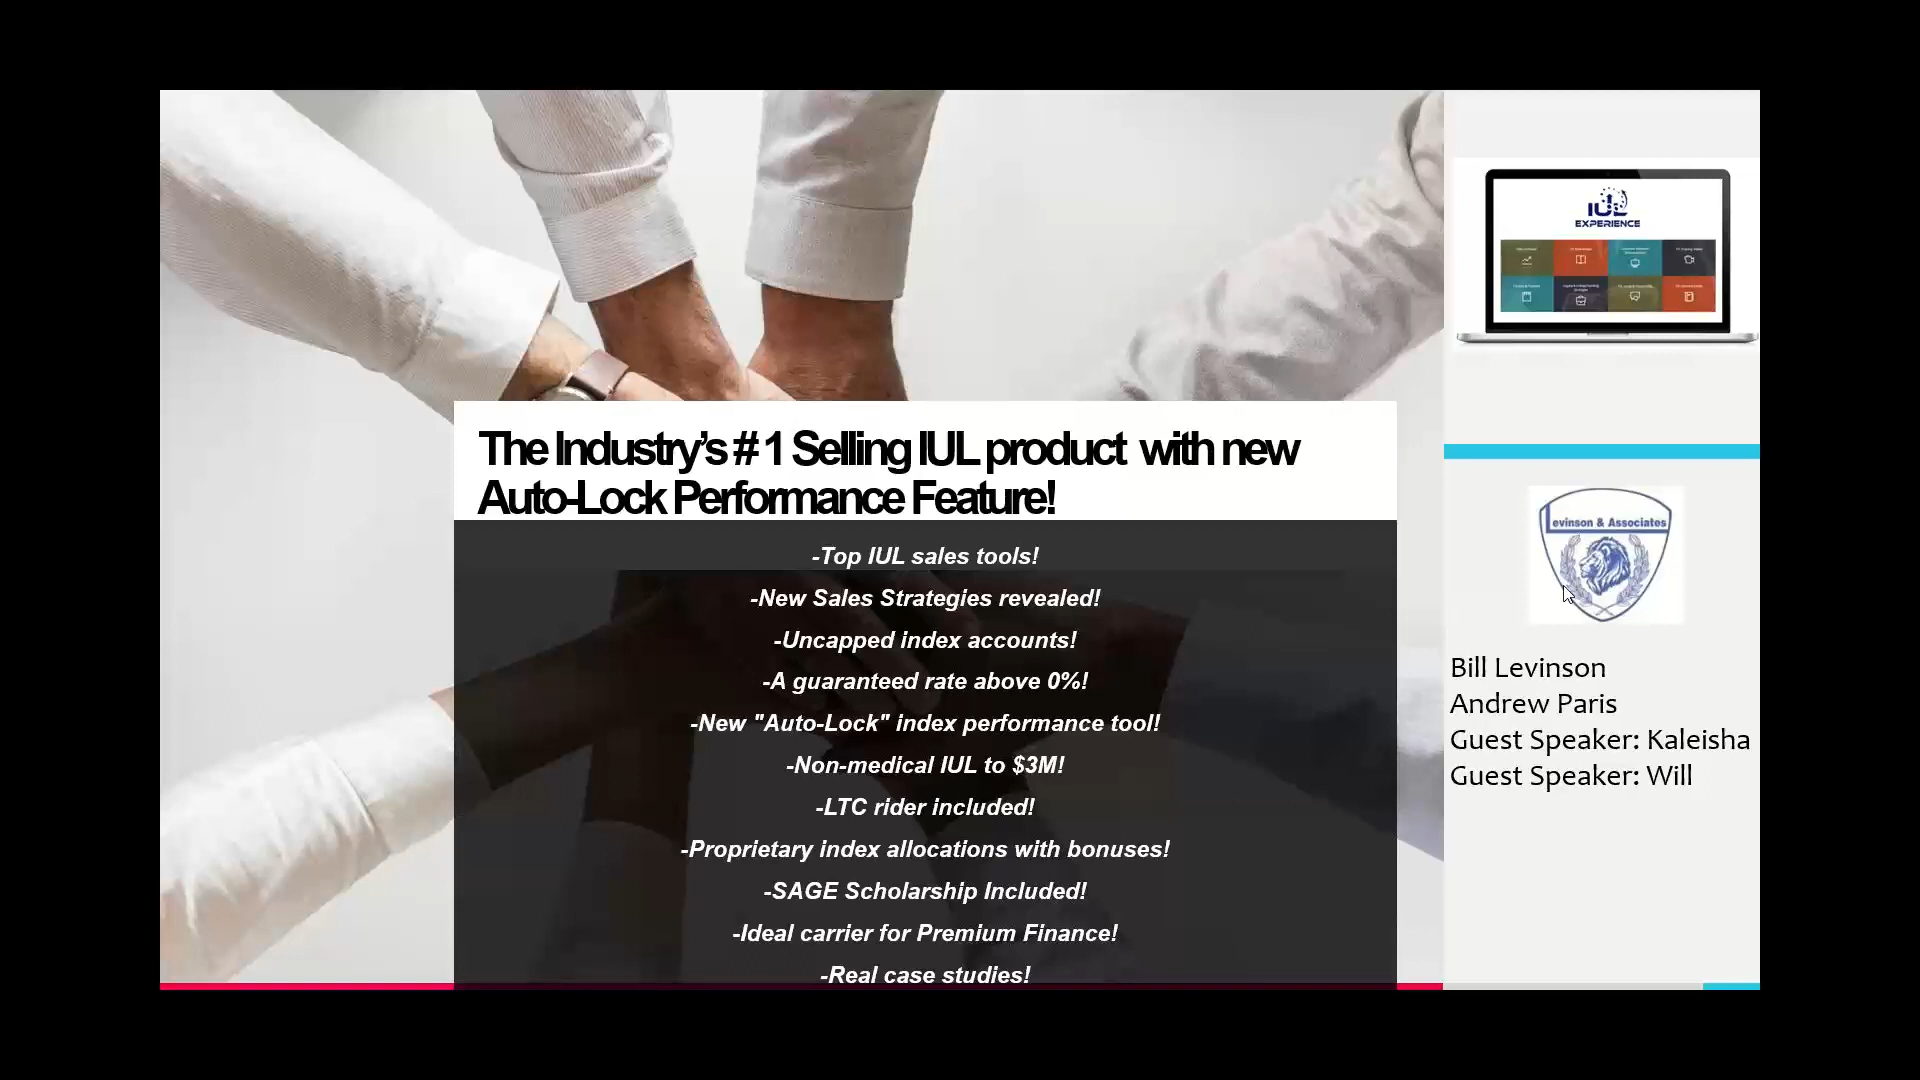 The Industry's # 1 Selling IUL product with new
Auto-Lock Performance Feature!
-Top IUL sales tools!
-New Sales Strategies revealed!
-Uncapped index accounts!
-A guaranteed rate above 0%!
-New "Auto-Lock" index performance tool!
-Non-medical IUL to $3M!
-LTC rider included!
-Proprietary index allocations with bonuses!
-SAGE Scholarship Included!
-Ideal carrier for Premium Finance!
-Real case studies!
IUL
EXPERIENCE
Levinson & Associates
Bill Levinson
Andrew Paris
Guest Speaker: Kaleisha
Guest Speaker: Will